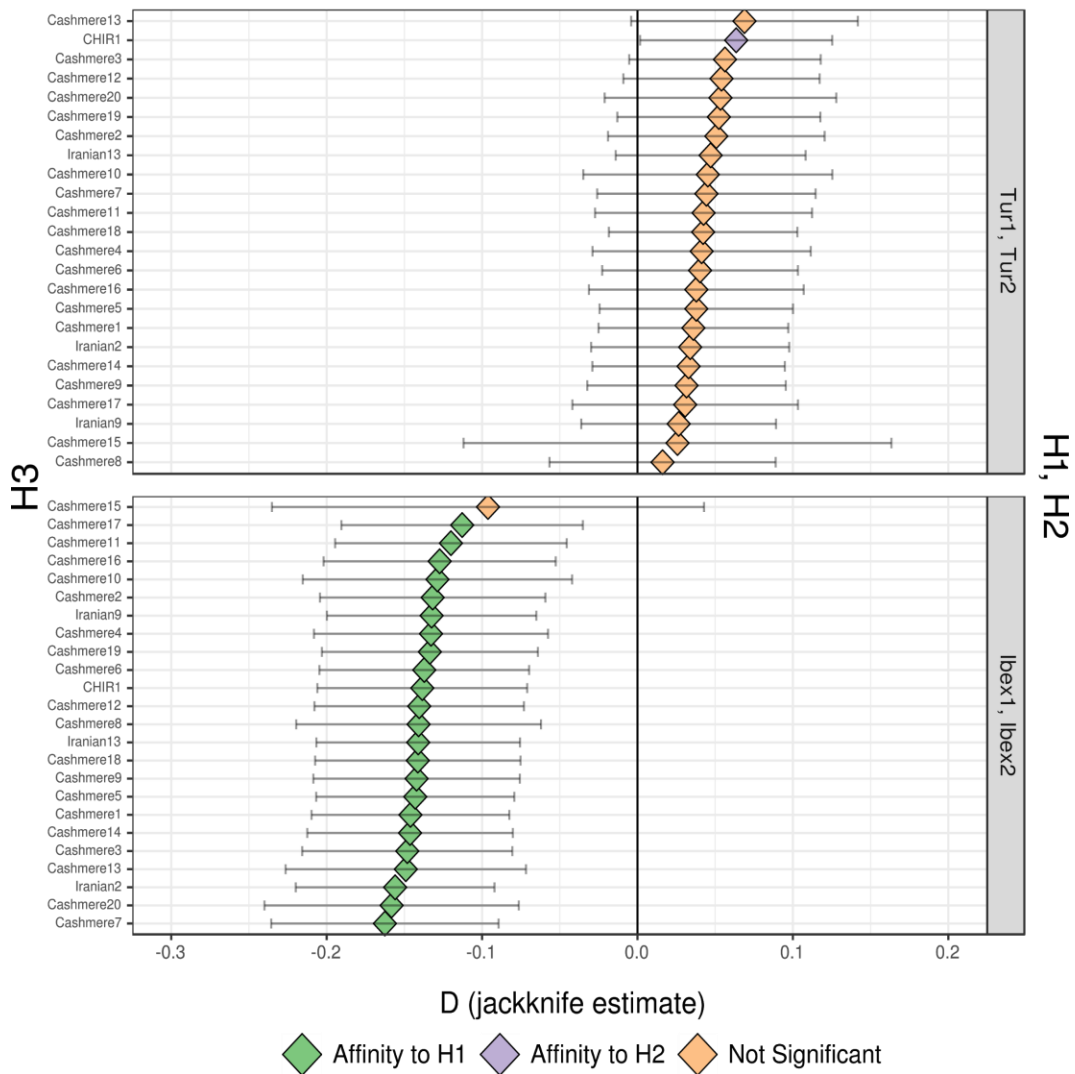 Cashmere13
CHIR1
Cashmere3
Cashmere12
Cashmere20
Cashmere19
Cashmere2
Iranian13
Cashmere10
Cashmere7
Cashmere11
Cashmere18
Cashmere4
Cashmere6
Cashmere16
Cashmere5
Cashmere1
Iranian2
Cashmere14
Cashmere9
Cashmere17
Iranian9
Cashmere15
Cashmere8
Tur1, Tur2
H3
H1, H2
Cashmere15
Cashmere17
Cashmere11
Cashmere16
Cashmere10
Cashmere2
Iranian9
Cashmere4
Cashmere19
Cashmere6
CHIR1
Cashmere12
Cashmere8
Iranian13
Cashmere18
Cashmere9
Cashmere5
Cashmere1
Cashmere14
Cashmere3
Cashmere13
Iranian2
Cashmere20
Cashmere7
Ibex1, Ibex2
-0.3 -0.2 -0.1 0.0 0.1 0.2
D (jackknife estimate)
Affinity to H1 Affinity to H2 Not Significant